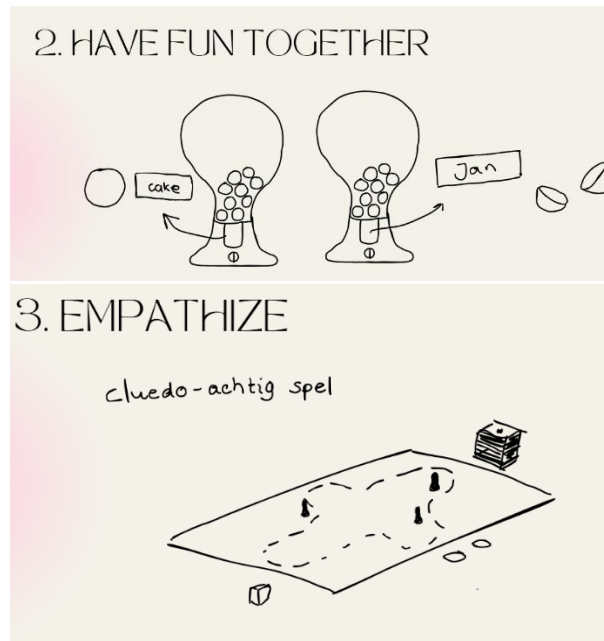 2. HAVE FUN TOGETHER
cake
Jan
3. EMPATHIZE
cluedo-achtig spel